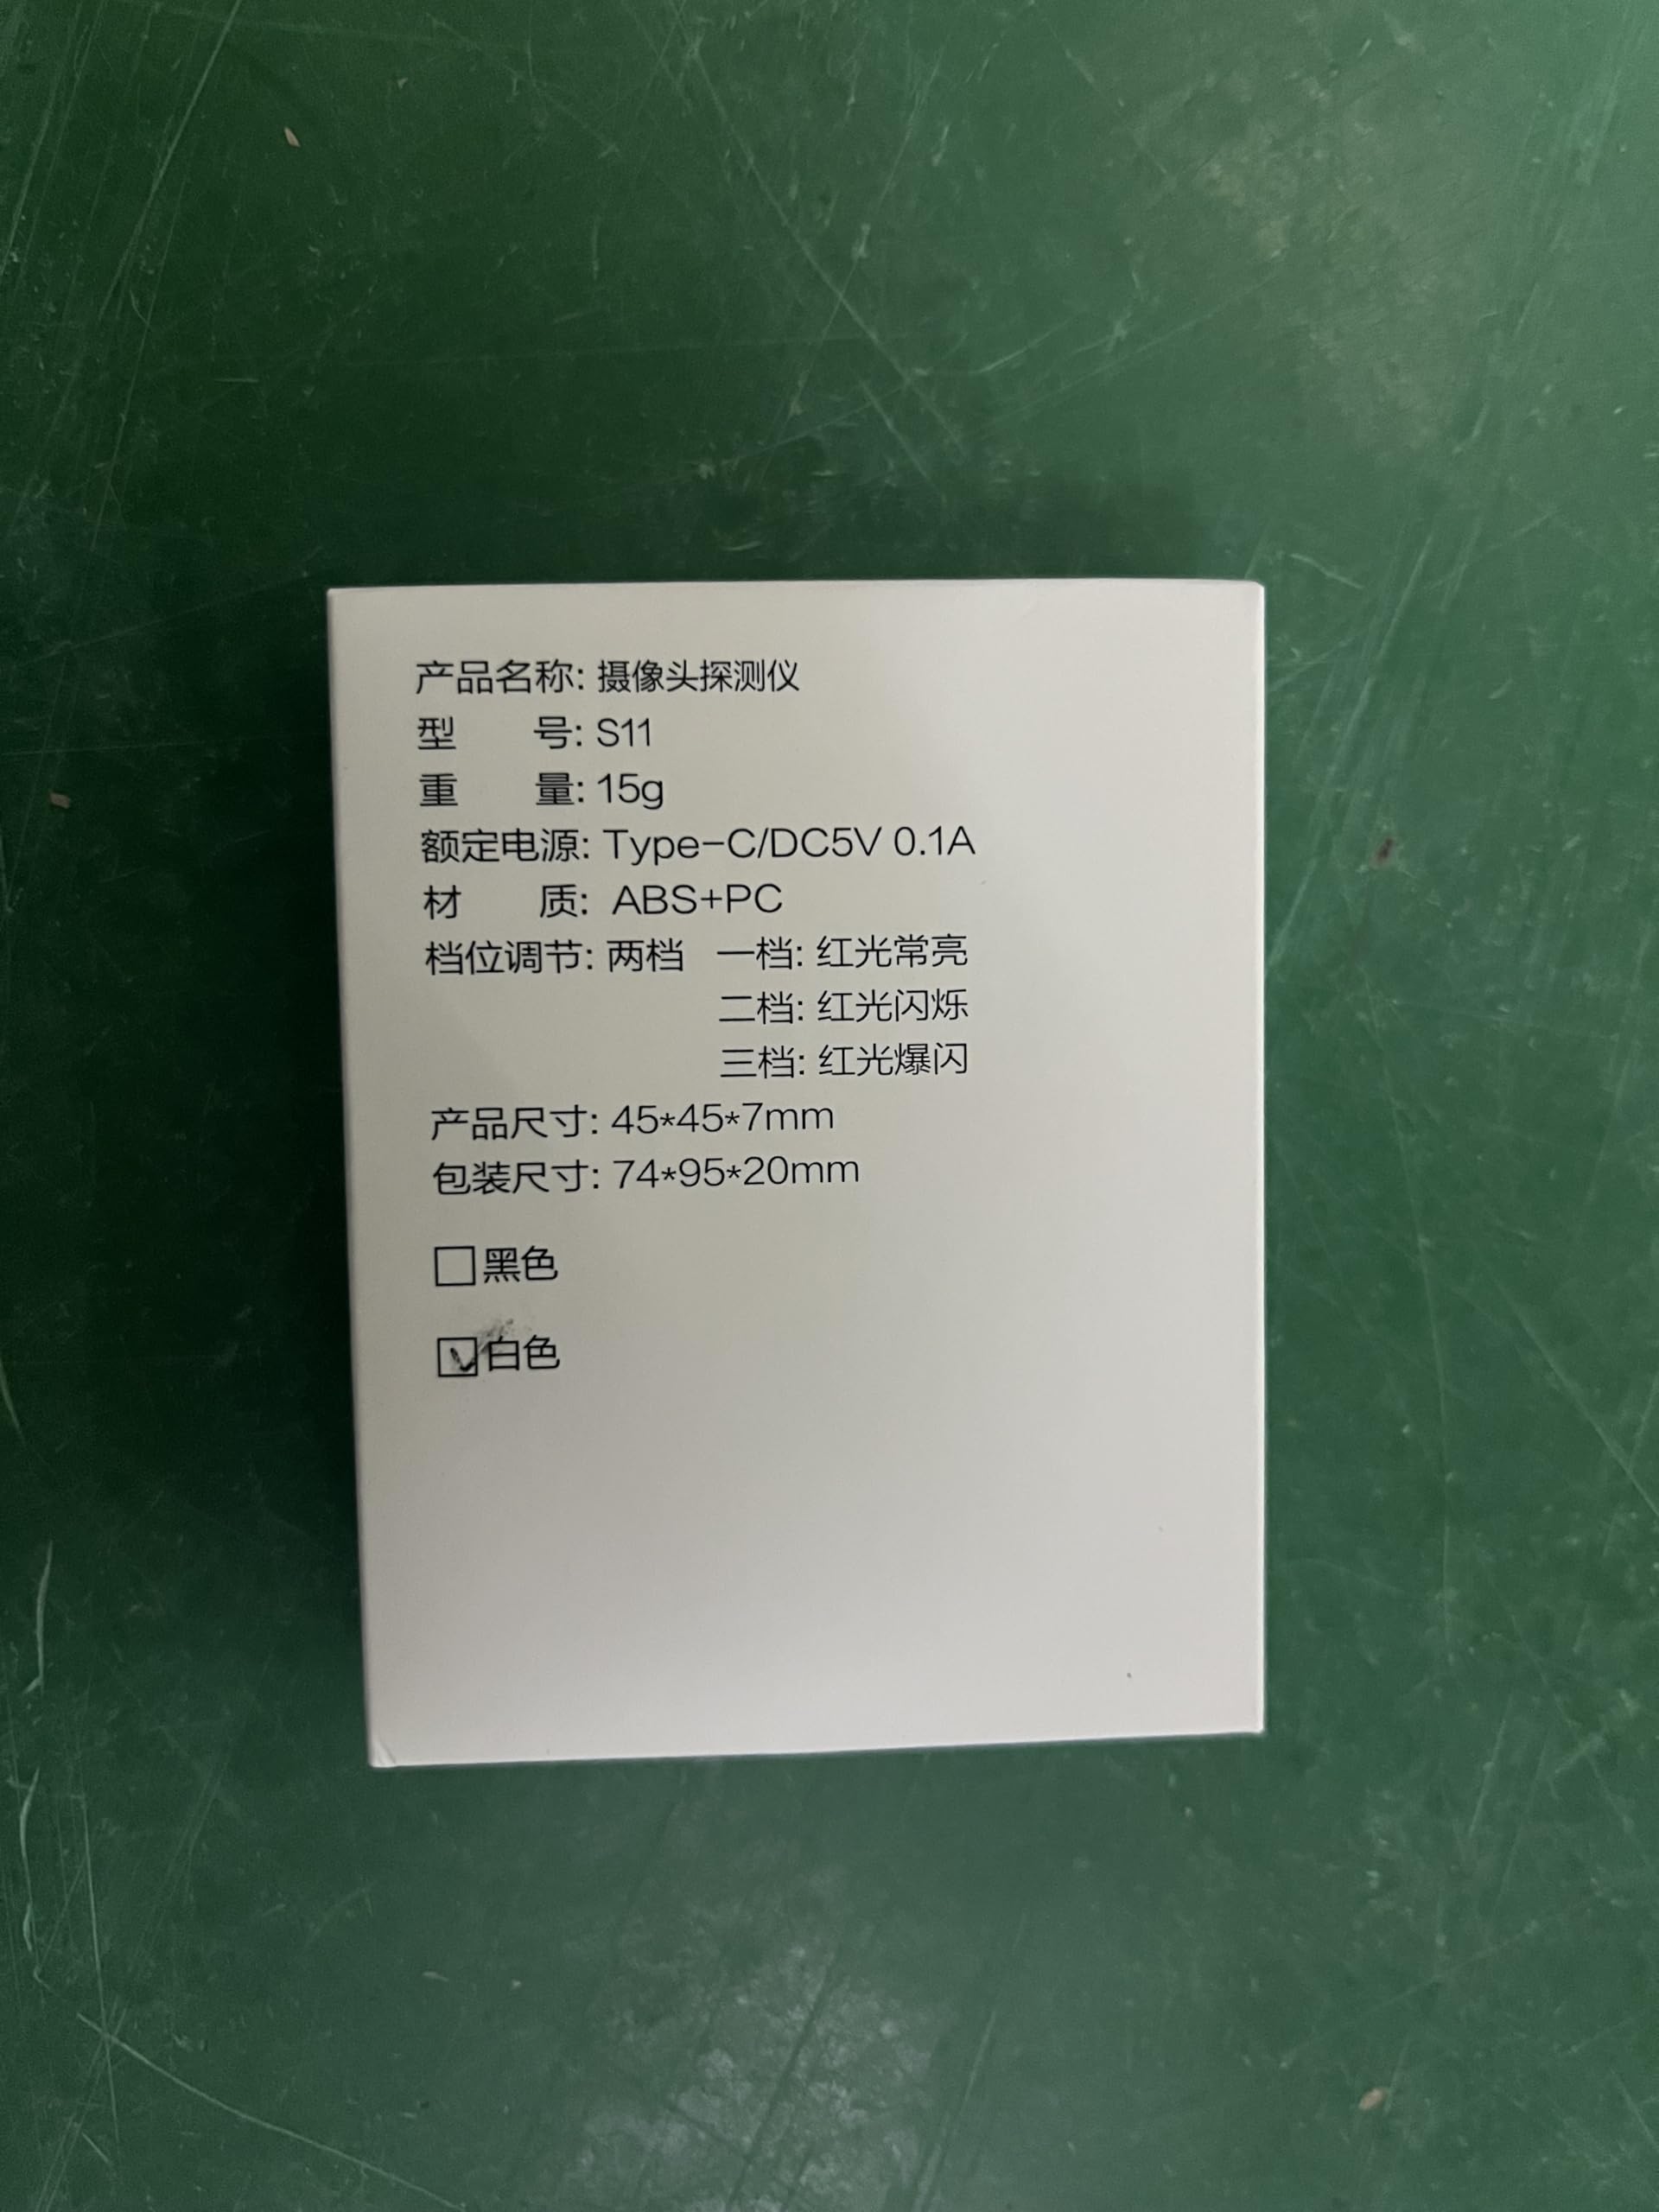 产品名称: 摄像头探测仪
型 号: S11
重 量: 15g
额定电源: Type-C/DC5V 0.1A
材 质: ABS+PC
档位调节: 两档 一档: 红光常亮
二档: 红光闪烁
三档: 红光爆闪
产品尺寸: 45*45*7mm
包装尺寸: 74*95*20mm
□黑色
☑白色